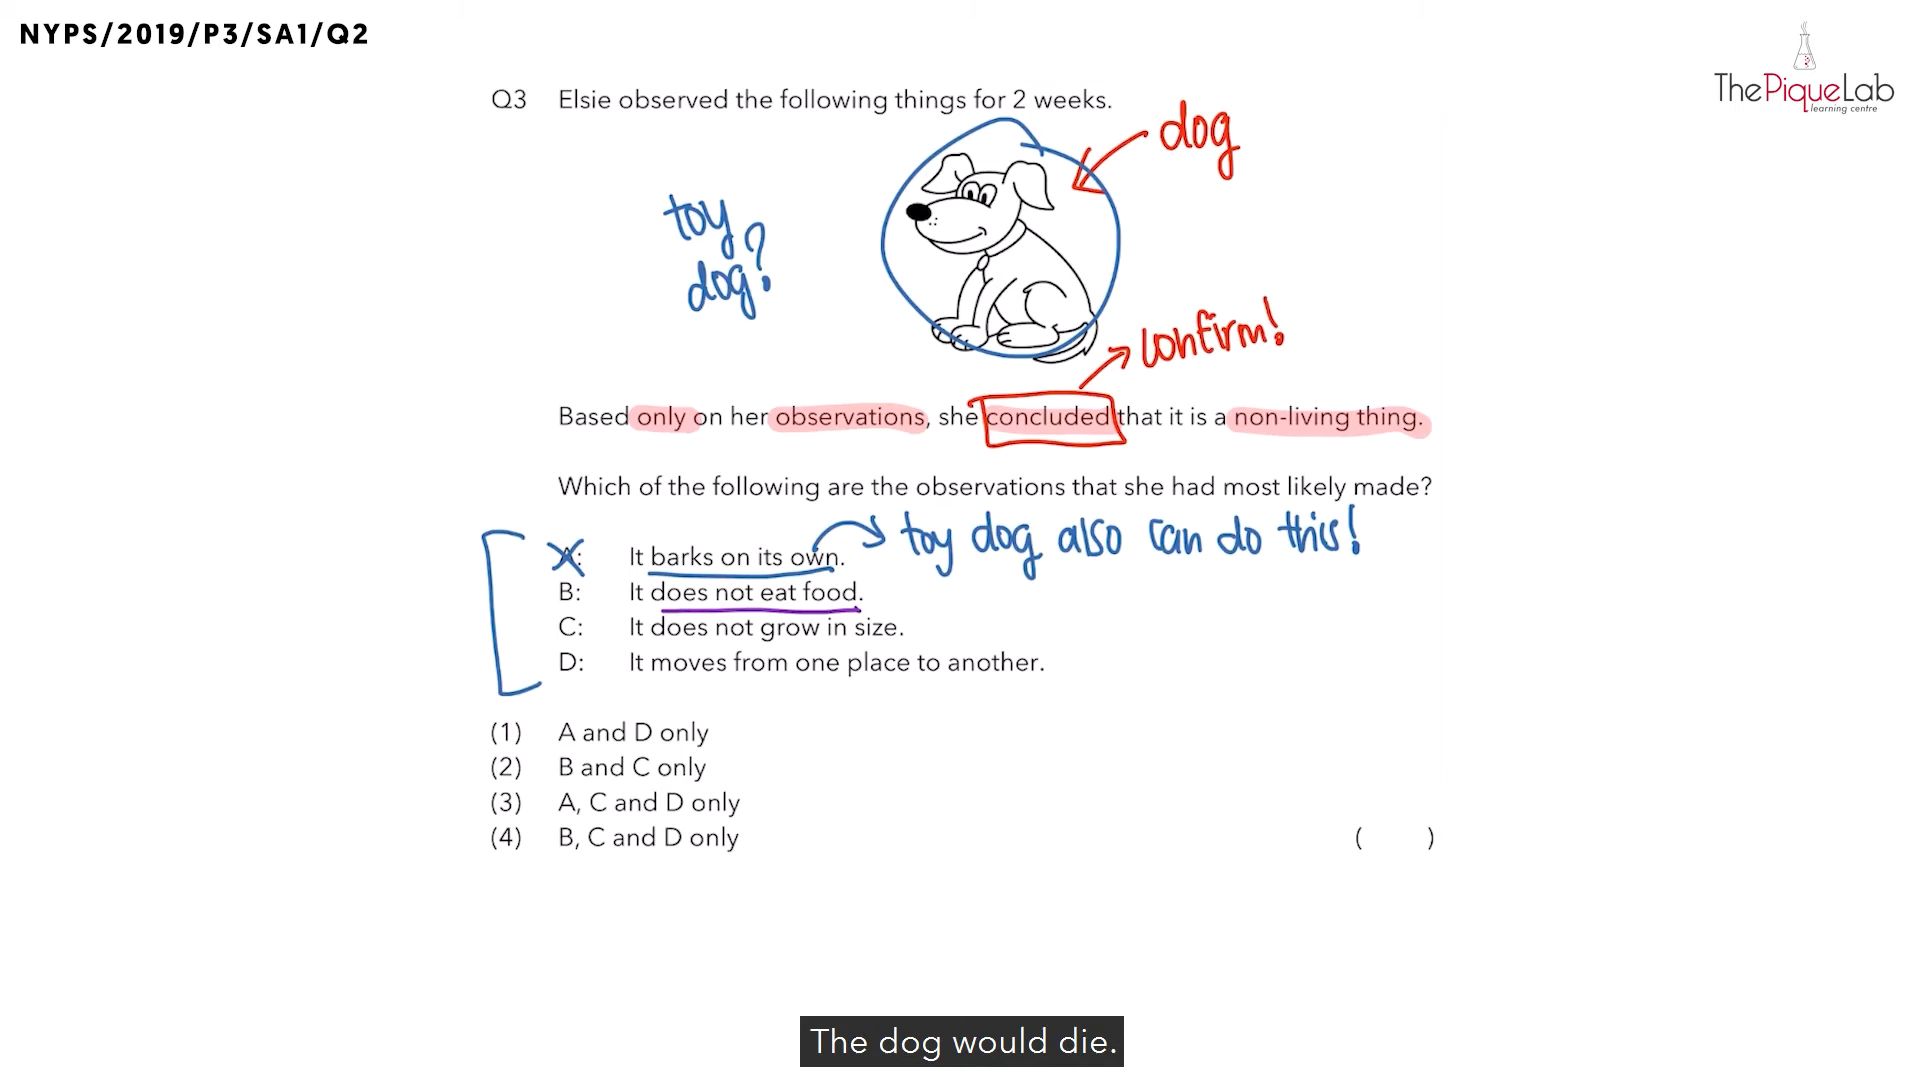 NYPS/2019/P3/SA1/Q2
ThePiqueLab
learning centre
Q3 Elsie observed the following things for 2 weeks.
dog
toy
dog?
confirm!
Based only on her observations, she concluded that it is a non-living thing.
Which of the following are the observations that she had most likely made?
toy dog also can do this!
A: It barks on its own.
B: It does not eat food.
C: It does not grow in size.
D: It moves from one place to another.
(1) A and D only
(2) B and C only
(3) A, C and D only
(4) B, C and D only ( )
The dog would die.